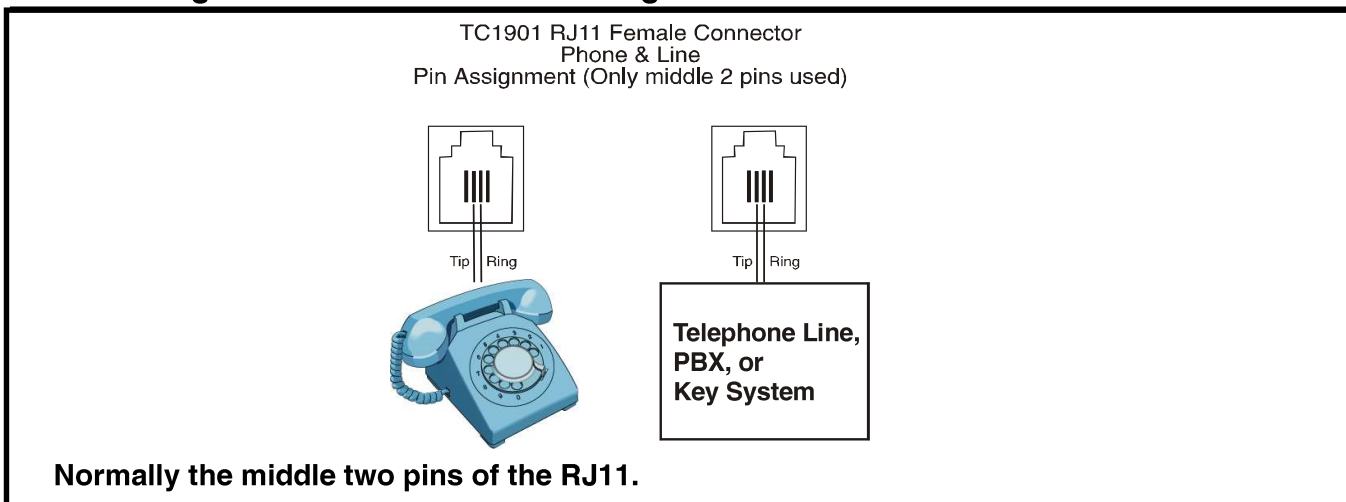 TC1901 RJ11 Female Connector
Phone & Line
Pin Assignment (Only middle 2 pins used)
Tip Ring
Tip Ring
Telephone Line,
PBX, or
Key System
Normally the middle two pins of the RJ11.